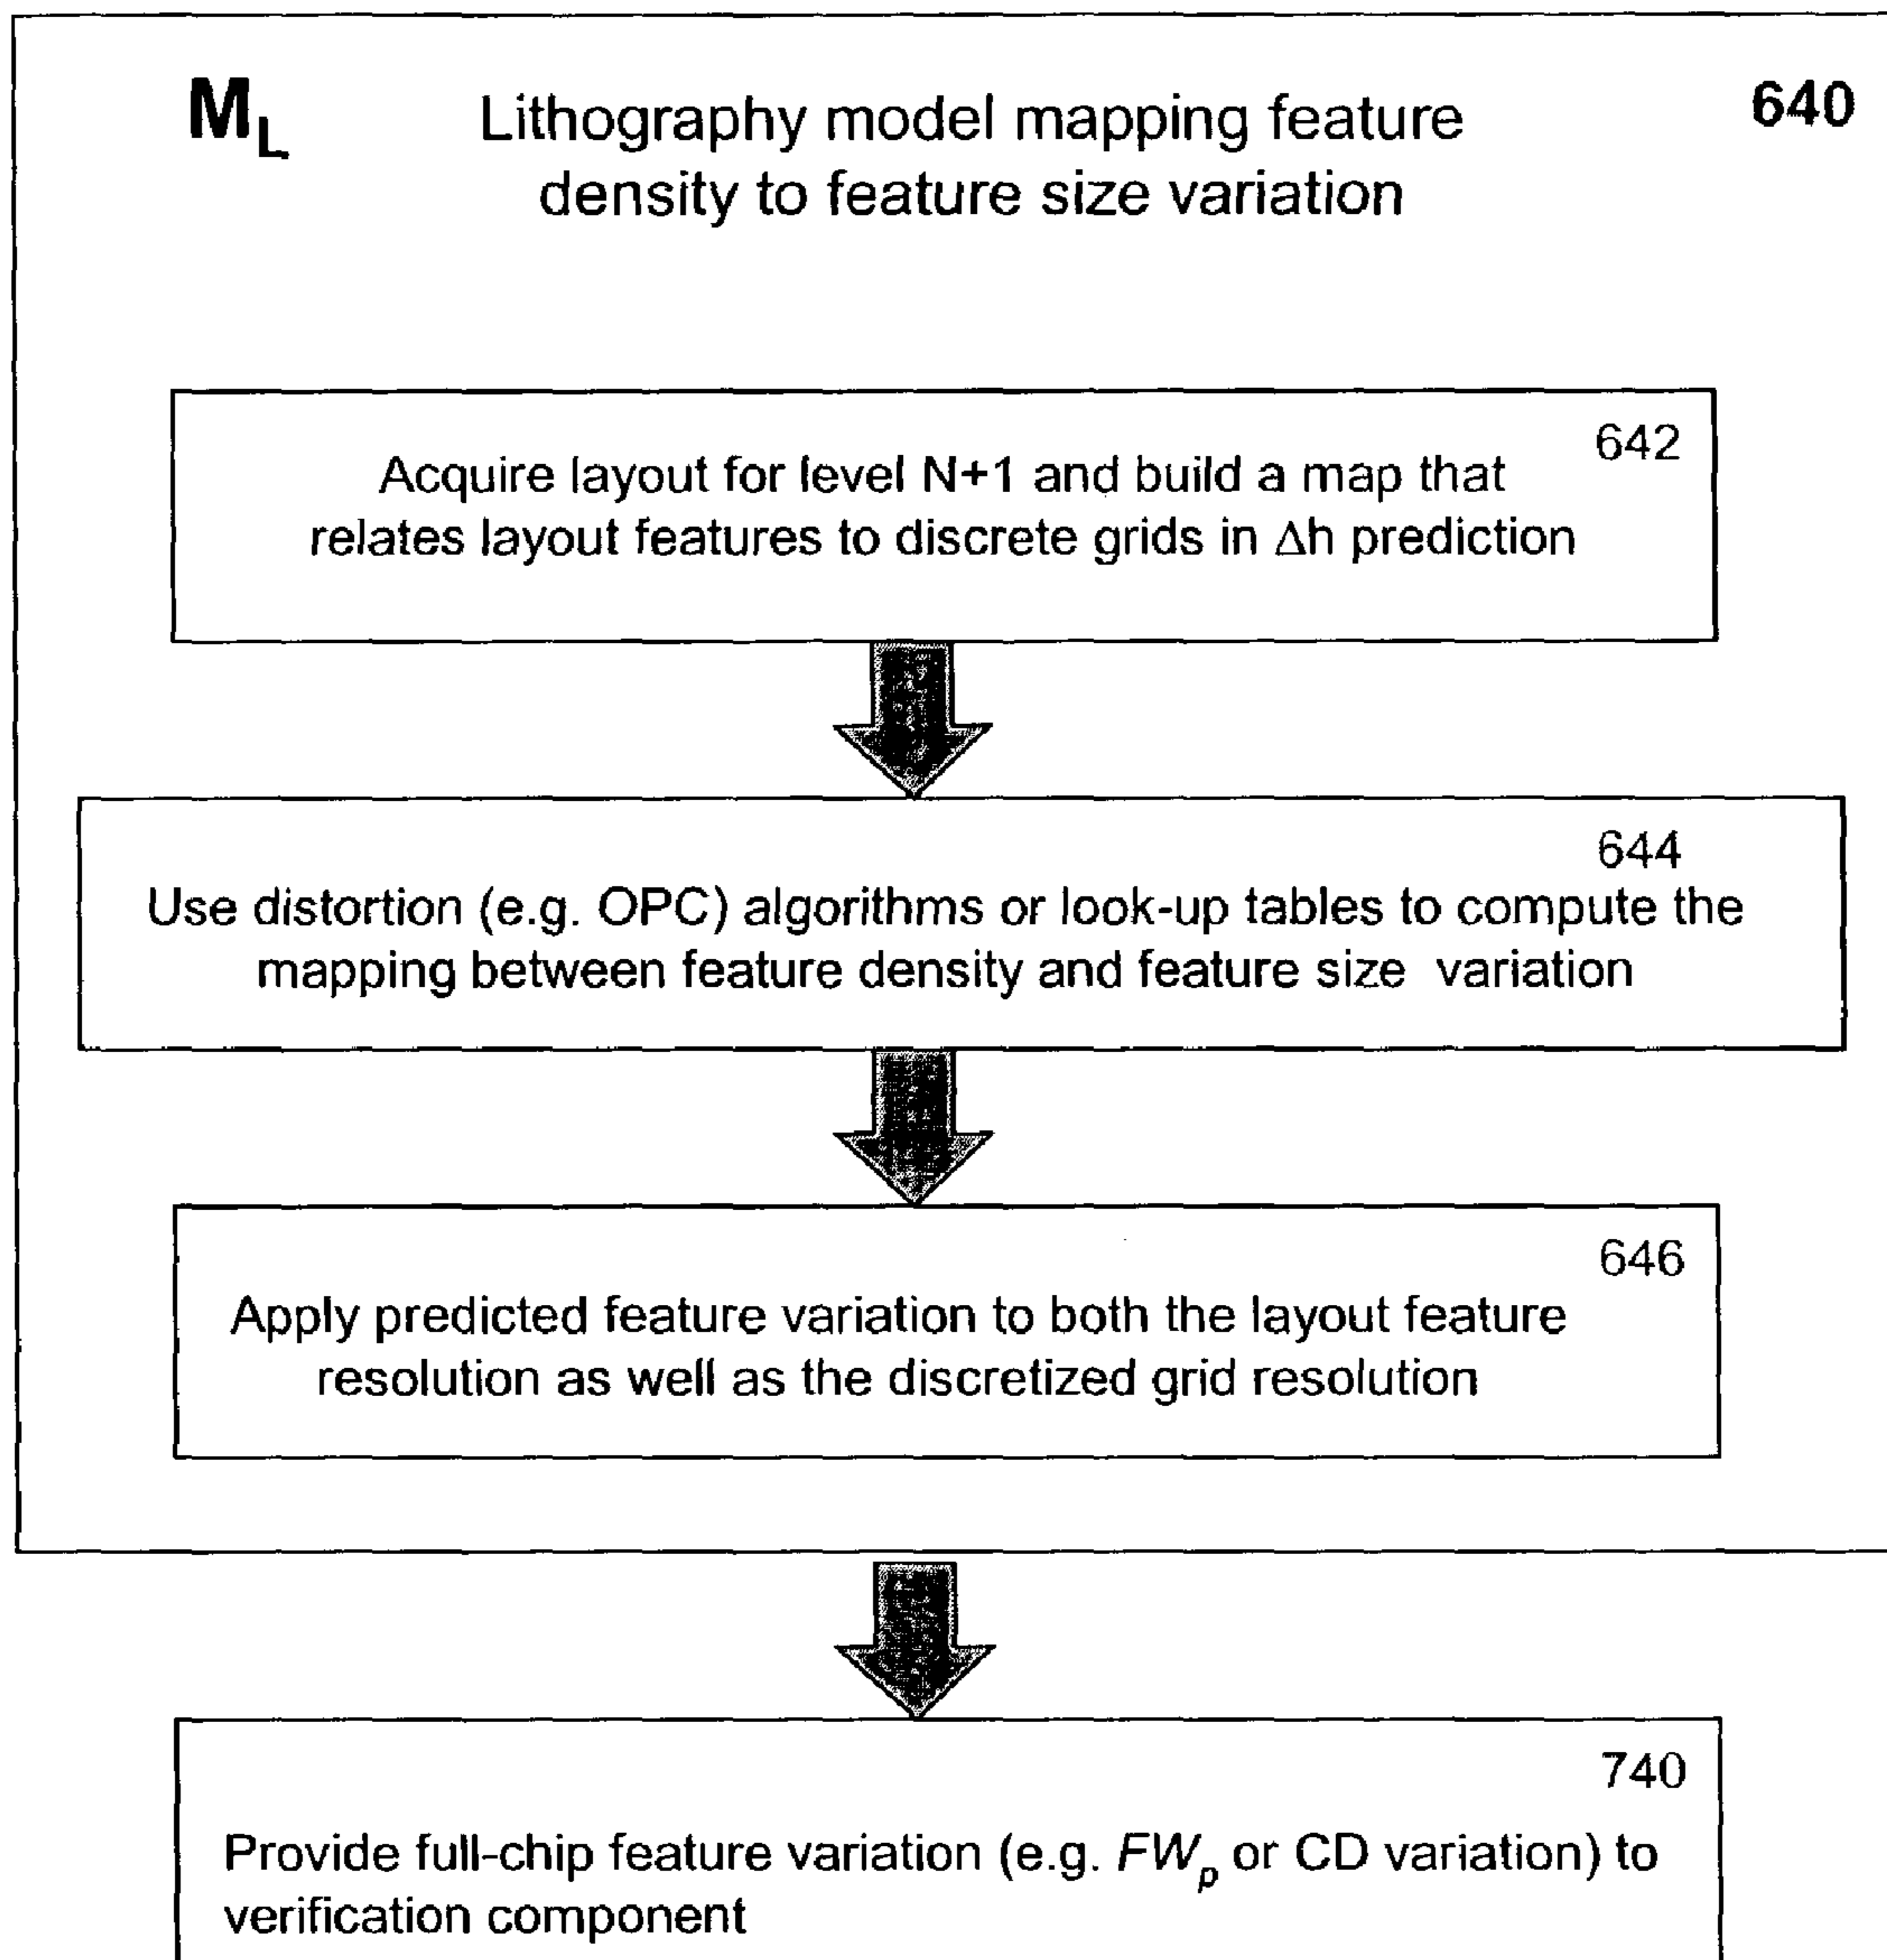 M_L Lithography model mapping feature 640
density to feature size variation
642
Acquire layout for level N+1 and build a map that
relates layout features to discrete grids in Δh prediction
644
Use distortion (e.g. OPC) algorithms or look-up tables to compute the
mapping between feature density and feature size variation
646
Apply predicted feature variation to both the layout feature
resolution as well as the discretized grid resolution
740
Provide full-chip feature variation (e.g. FW_p or CD variation) to
verification component